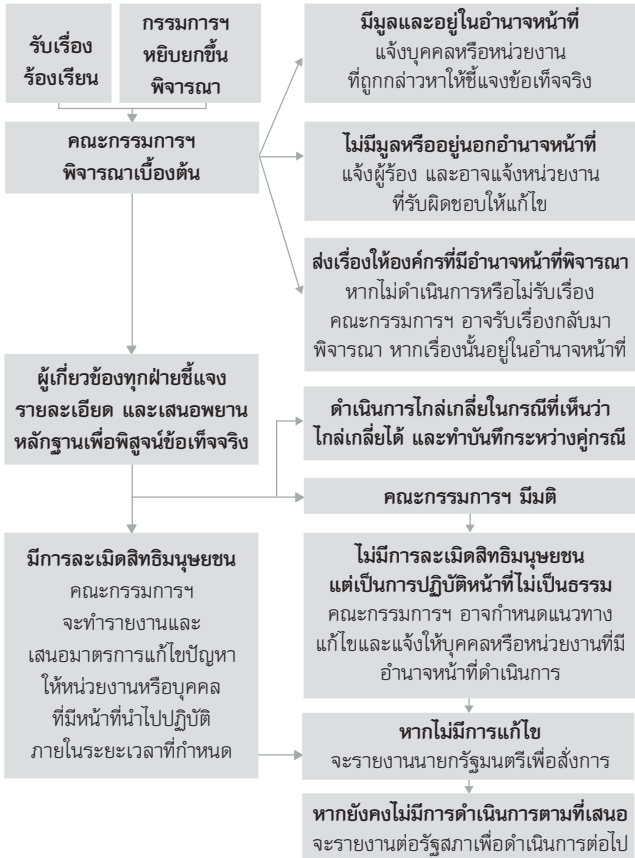 รับเรื่อง
ร้องเรียน
กรรมการฯ
หยิบยกขึ้น
พิจารณา
คณะกรรมการฯ
พิจารณาเบื้องต้น
มีมูลและอยู่ในอำนาจหน้าที่
แจ้งบุคคลหรือหน่วยงาน
ที่ถูกกล่าวหาให้ชี้แจงข้อเท็จจริง
ไม่มีมูลหรืออยู่นอกอำนาจหน้าที่
แจ้งผู้ร้อง และอาจแจ้งหน่วยงาน
ที่รับผิดชอบให้แก้ไข
ส่งเรื่องให้องค์กรที่มีอำนาจหน้าที่พิจารณา
หากไม่ดำเนินการหรือไม่รับเรื่อง
คณะกรรมการฯ อาจรับเรื่องกลับมา
พิจารณา หากเรื่องนั้นอยู่ในอำนาจหน้าที่
ผู้เกี่ยวข้องทุกฝ่ายชี้แจง
รายละเอียด และเสนอพยาน
หลักฐานเพื่อพิสูจน์ข้อเท็จจริง
ดำเนินการไกล่เกลี่ยในกรณีที่เห็นว่า
ไกล่เกลี่ยได้ และทำบันทึกระหว่างคู่กรณี
คณะกรรมการฯ มีมติ
มีการละเมิดสิทธิมนุษยชน
คณะกรรมการฯ
จะทำรายงานและ
เสนอมาตรการแก้ไขปัญหา
ให้หน่วยงานหรือบุคคล
ที่มีหน้าที่นำไปปฏิบัติ
ภายในระยะเวลาที่กำหนด
ไม่มีการละเมิดสิทธิมนุษยชน
แต่เป็นการปฏิบัติหน้าที่ไม่เป็นธรรม
คณะกรรมการฯ อาจกำหนดแนวทาง
แก้ไขและแจ้งให้บุคคลหรือหน่วยงานที่มี
อำนาจหน้าที่ดำเนินการ
หากไม่มีการแก้ไข
จะรายงานนายกรัฐมนตรีเพื่อสั่งการ
หากยังคงไม่มีการดำเนินการตามที่เสนอ
จะรายงานต่อรัฐสภาเพื่อดำเนินการต่อไป